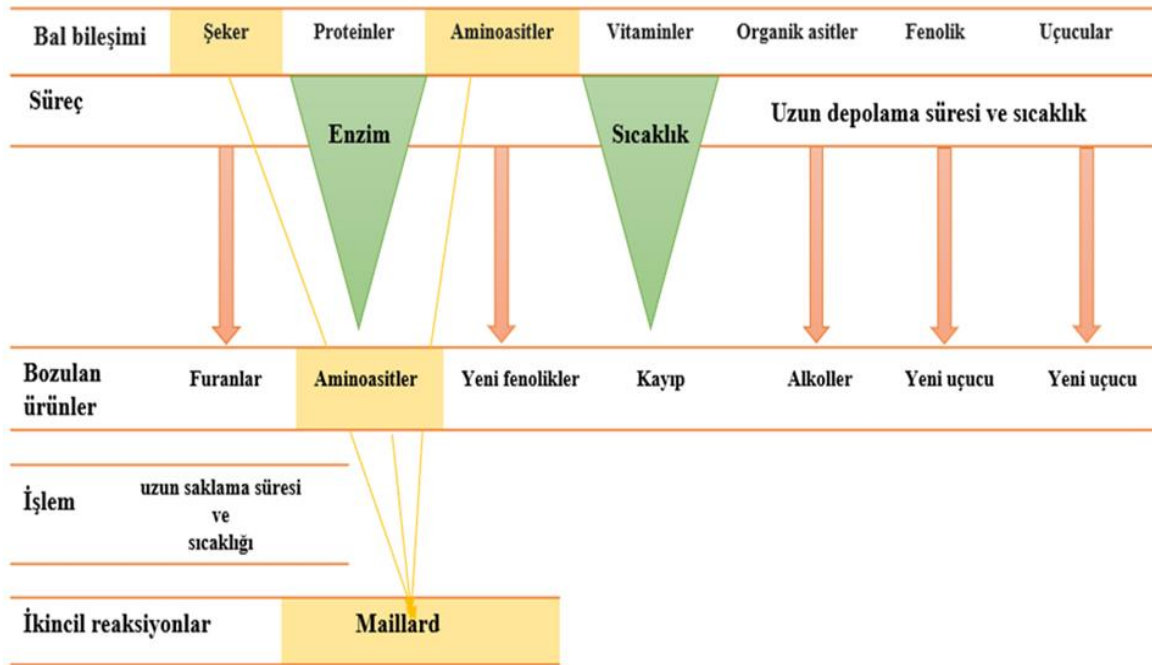 Bal bileşimi Şeker Proteinler Aminoasitler Vitaminler Organik asitler Fenolik Uçucular
Süreç
Enzim Sıcaklık Uzun depolama süresi ve sıcaklık
Bozulan
ürünler
Furanlar Aminoasitler Yeni fenolikler Kayıp Alkoller Yeni uçucu Yeni uçucu
İşlem
uzun saklama süresi
ve
sıcaklığı
İkincil reaksiyonlar Maillard